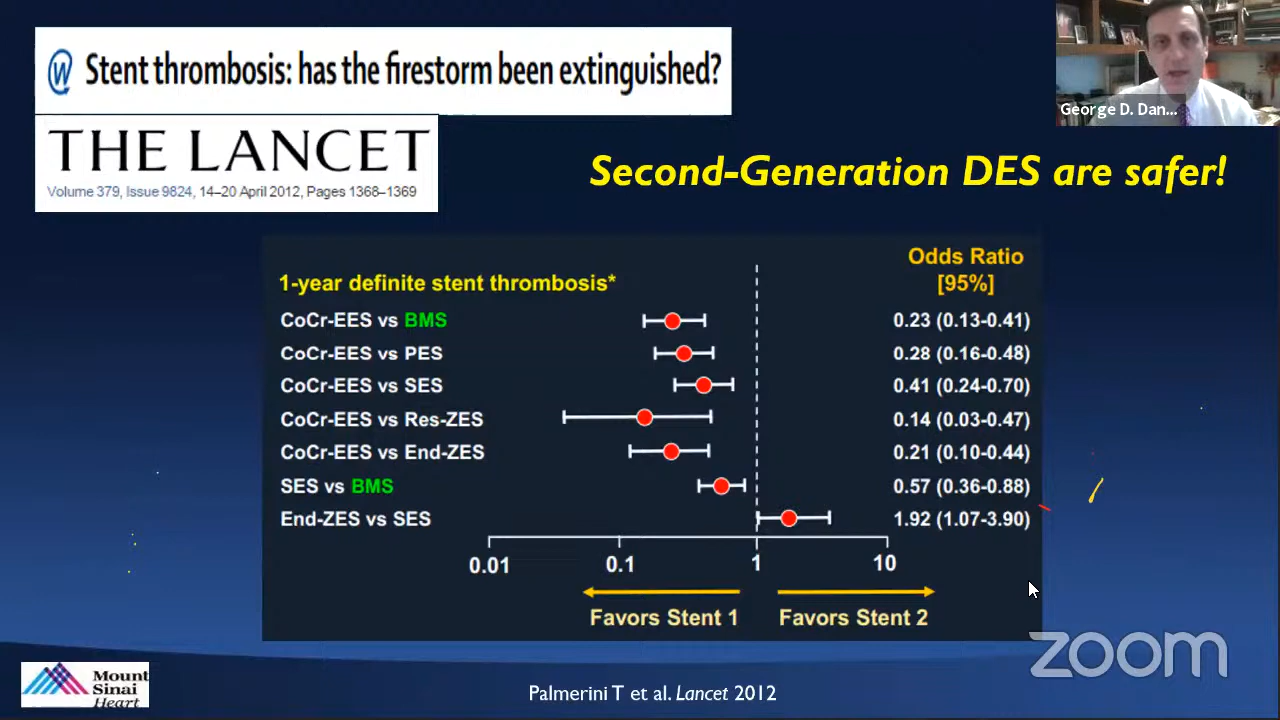 Stent thrombosis: has the firestorm been extinguished?
THE LANCET
Volume 379, Issue 9824, 14–20 April 2012, Pages 1368–1369
George D. Dan...
Second-Generation DES are safer!
1-year definite stent thrombosis*
Odds Ratio
[95%]
CoCr-EES vs BMS 0.23 (0.13-0.41)
CoCr-EES vs PES 0.28 (0.16-0.48)
CoCr-EES vs SES 0.41 (0.24-0.70)
CoCr-EES vs Res-ZES 0.14 (0.03-0.47)
CoCr-EES vs End-ZES 0.21 (0.10-0.44)
SES vs BMS 0.57 (0.36-0.88)
End-ZES vs SES 1.92 (1.07-3.90)
0.01 0.1 1 10
Favors Stent 1 Favors Stent 2
zoom
Mount
Sinai
Heart
Palmerini T et al. Lancet 2012